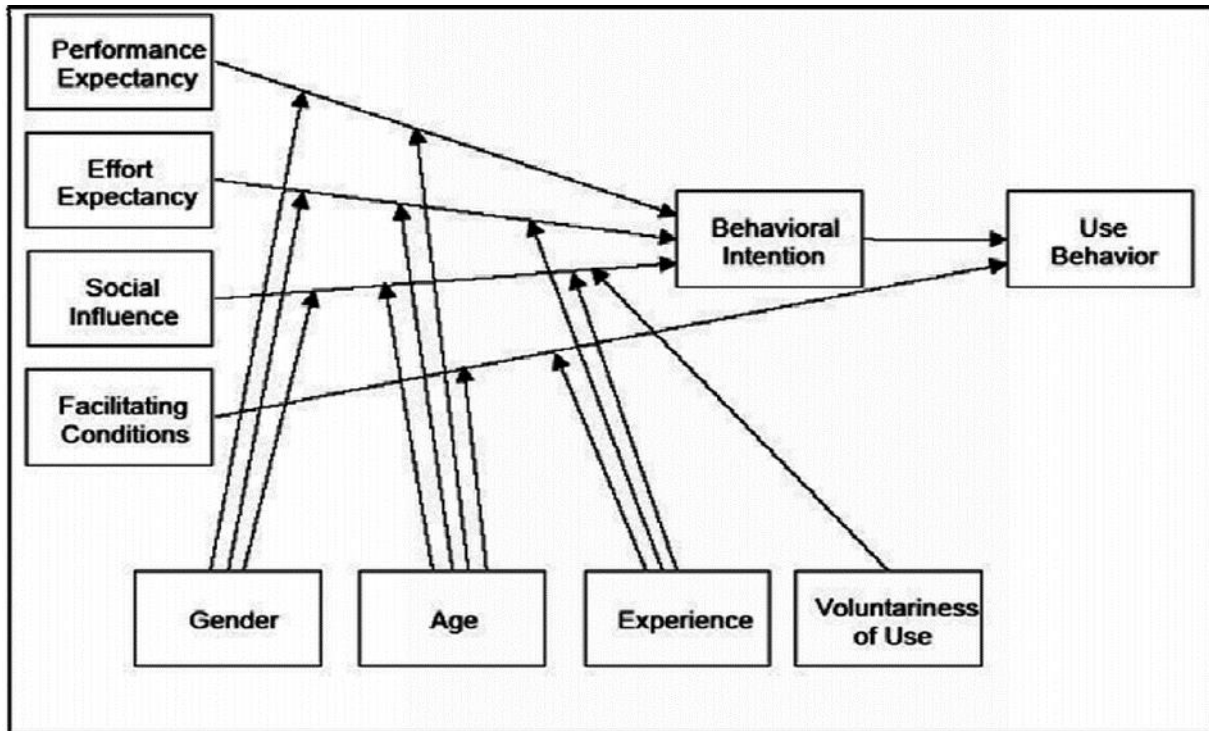 Performance
Expectancy
Effort
Expectancy
Social
Influence
Facilitating
Conditions
Behavioral
Intention
Use
Behavior
Gender
Age
Experience
Voluntariness
of Use